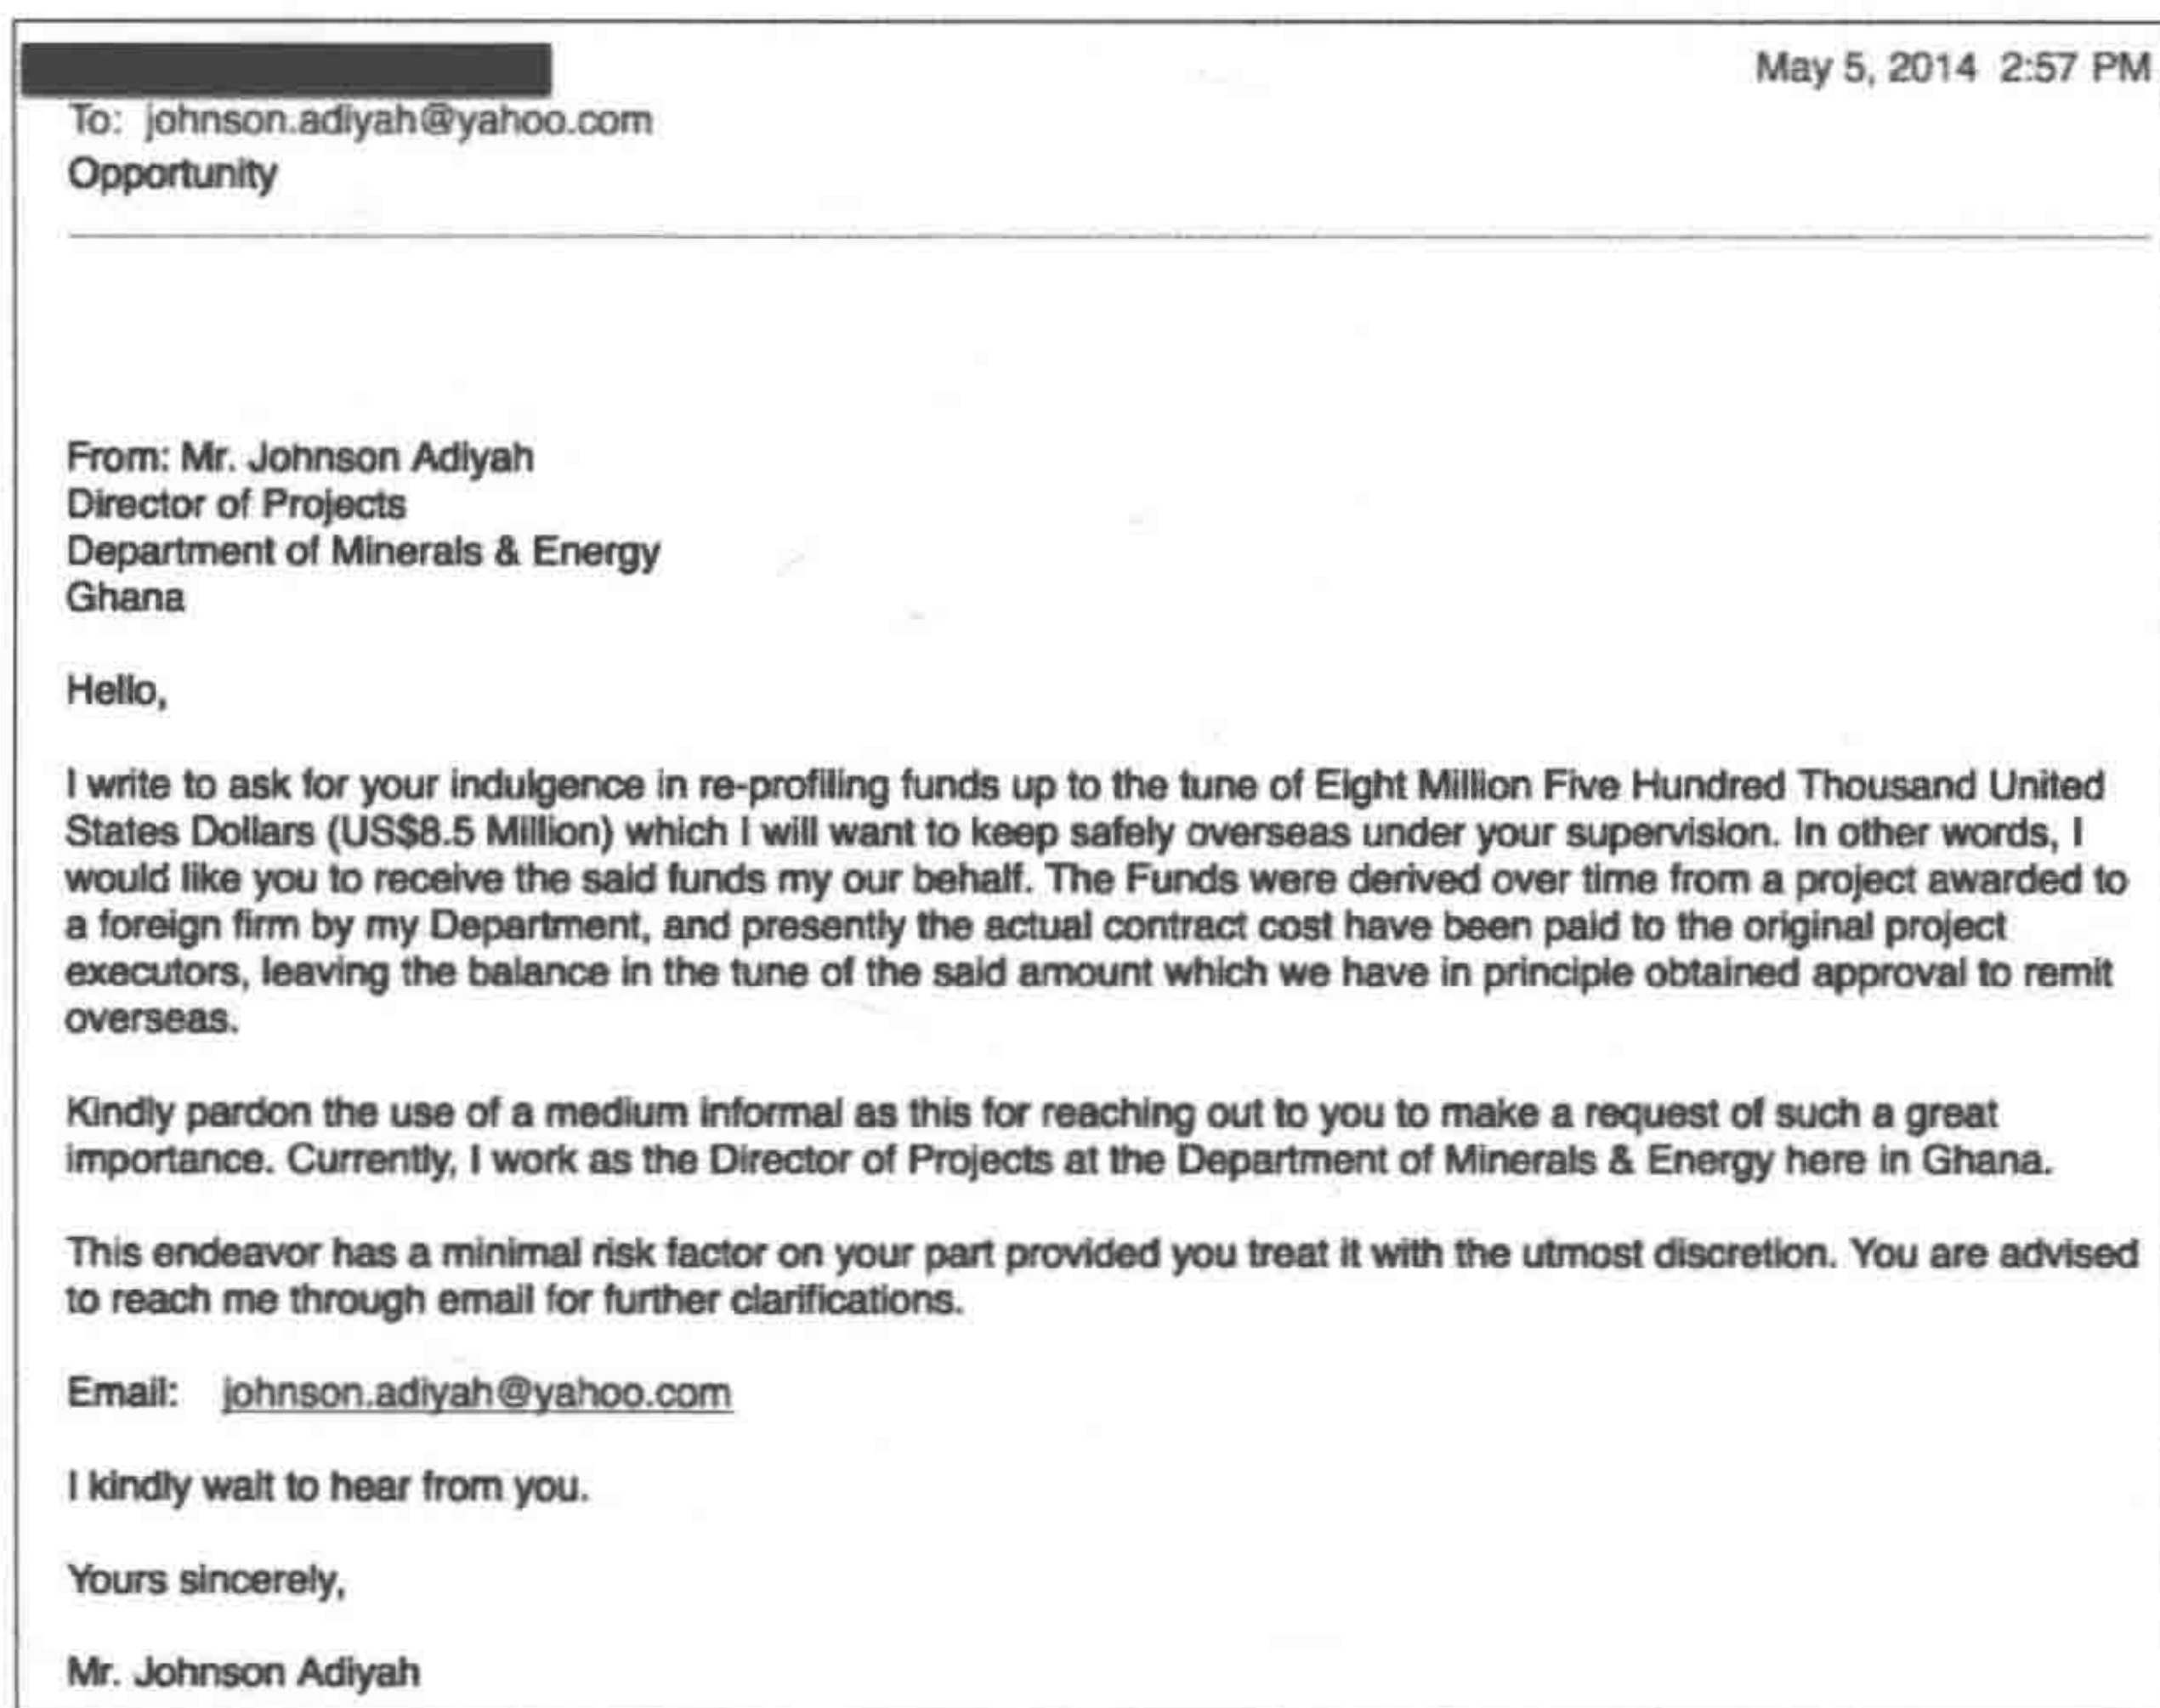 May 5, 2014 2:57 PM
To: johnson.adiyah@yahoo.com
Opportunity
From: Mr. Johnson Adiyah
Director of Projects
Department of Minerals & Energy
Ghana
Hello,
I write to ask for your indulgence in re-profiling funds up to the tune of Eight Million Five Hundred Thousand United
States Dollars (US$8.5 Million) which I will want to keep safely overseas under your supervision. In other words, I
would like you to receive the said funds my our behalf. The Funds were derived over time from a project awarded to
a foreign firm by my Department, and presently the actual contract cost have been paid to the original project
executors, leaving the balance in the tune of the said amount which we have in principle obtained approval to remit
overseas.
Kindly pardon the use of a medium informal as this for reaching out to you to make a request of such a great
importance. Currently, I work as the Director of Projects at the Department of Minerals & Energy here in Ghana.
This endeavor has a minimal risk factor on your part provided you treat it with the utmost discretion. You are advised
to reach me through email for further clarifications.
Email: johnson.adiyah@yahoo.com
I kindly wait to hear from you.
Yours sincerely,
Mr. Johnson Adiyah